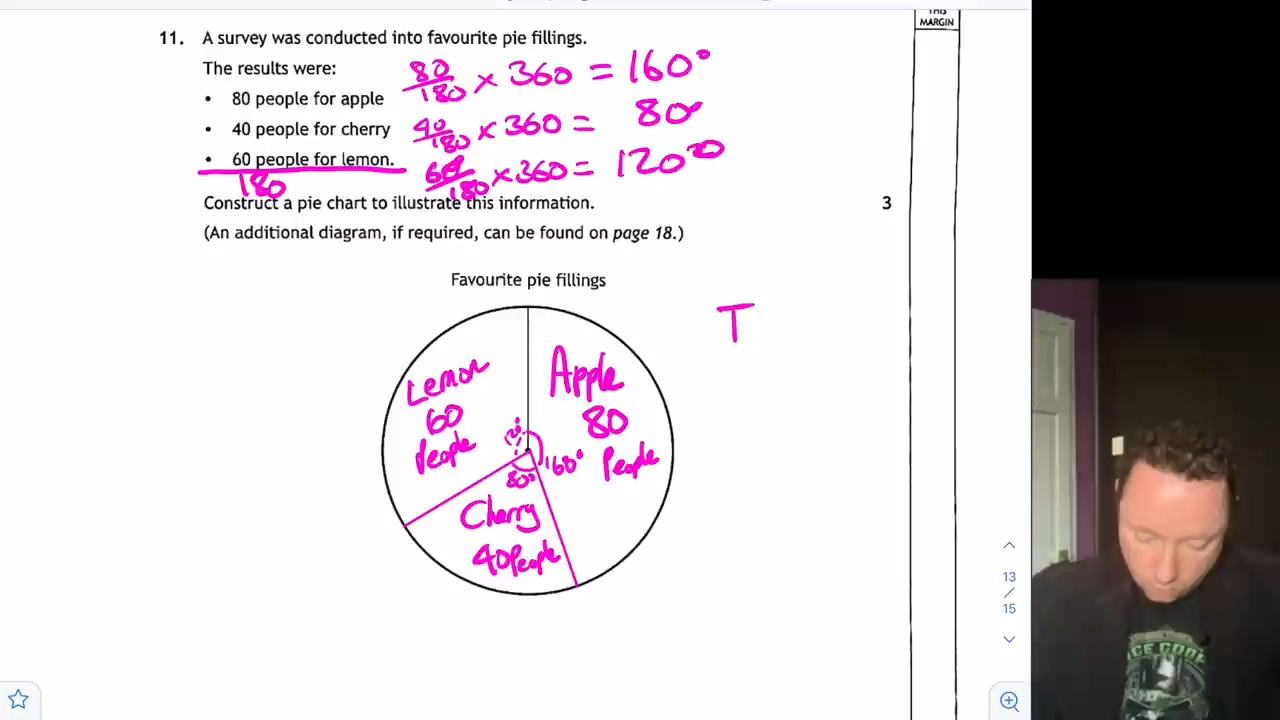 THIS
MARGIN
11. A survey was conducted into favourite pie fillings.
The results were:
80/180 × 360 = 160°
• 80 people for apple
• 40 people for cherry
40/180 × 360 = 80°
• 60 people for lemon.
60/180 × 360 = 120°
180
Construct a pie chart to illustrate this information.
3
(An additional diagram, if required, can be found on page 18.)
Favourite pie fillings
T
Lemon
60
People
Apple
80
People
160°
80°
Cherry
40 People
13
/
15